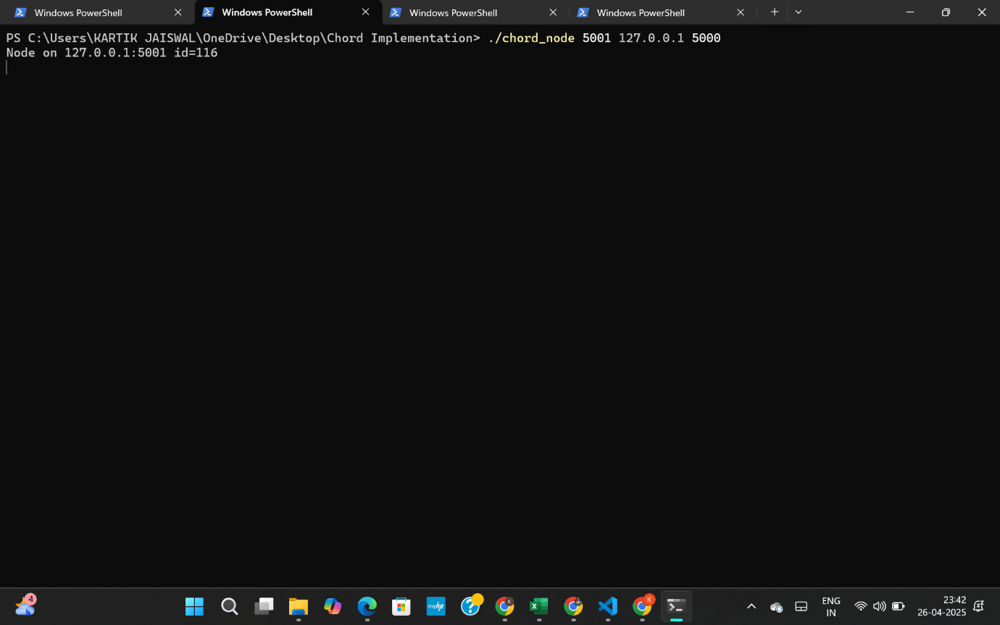 Windows PowerShell
Windows PowerShell
Windows PowerShell
Windows PowerShell
PS C:\Users\KARTIK JAISWAL\OneDrive\Desktop\Chord Implementation> ./chord_node 5001 127.0.0.1 5000
Node on 127.0.0.1:5001 id=116
4
myhp
K
K
ENG
IN
23:42
26-04-2025